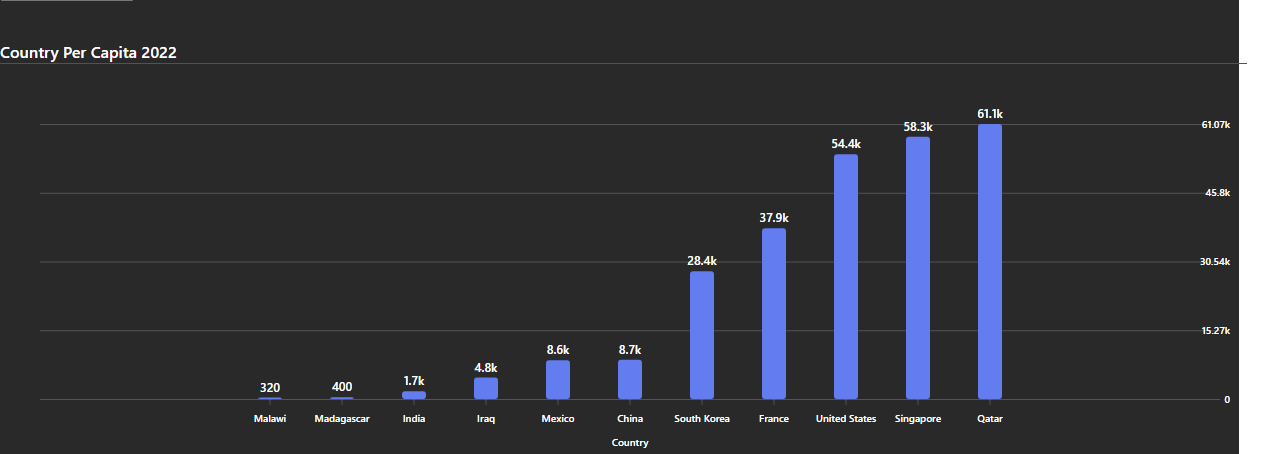 Country Per Capita 2022
61.1k
58.3k
61.07k
54.4k
45.8k
37.9k
28.4k
30.54k
15.27k
8.6k
8.7k
4.8k
1.7k
320
400
0
Malawi Madagascar India Iraq Mexico China South Korea France United States Singapore Qatar
Country